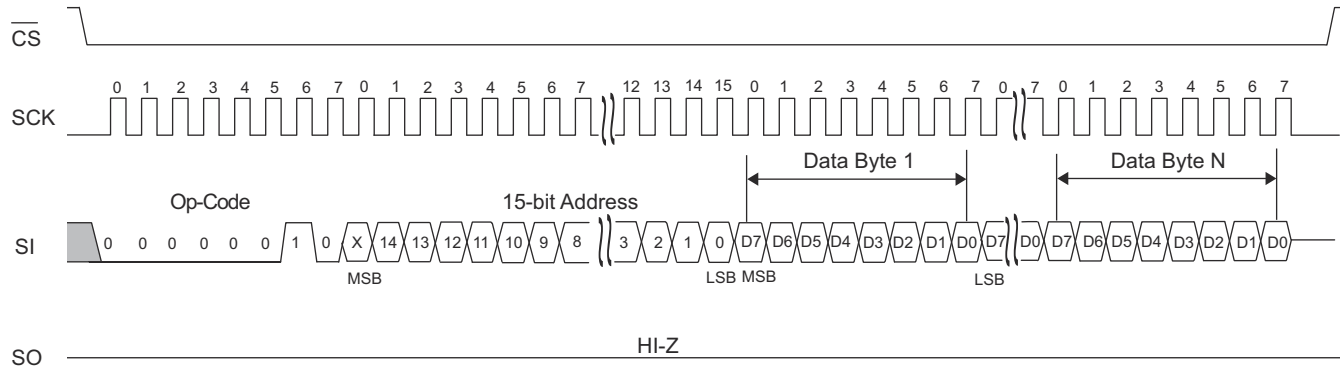 CS
0 1 2 3 4 5 6 7 0 1 2 3 4 5 6 7 12 13 14 15 0 1 2 3 4 5 6 7 0 7 0 1 2 3 4 5 6 7
SCK
Data Byte 1 Data Byte N
Op-Code 15-bit Address
SI 0 0 0 0 0 0 1 0 X 14 13 12 11 10 9 8 3 2 1 0 D7 D6 D5 D4 D3 D2 D1 D0 D7 D0 D7 D6 D5 D4 D3 D2 D1 D0
MSB LSB MSB LSB
HI-Z
SO